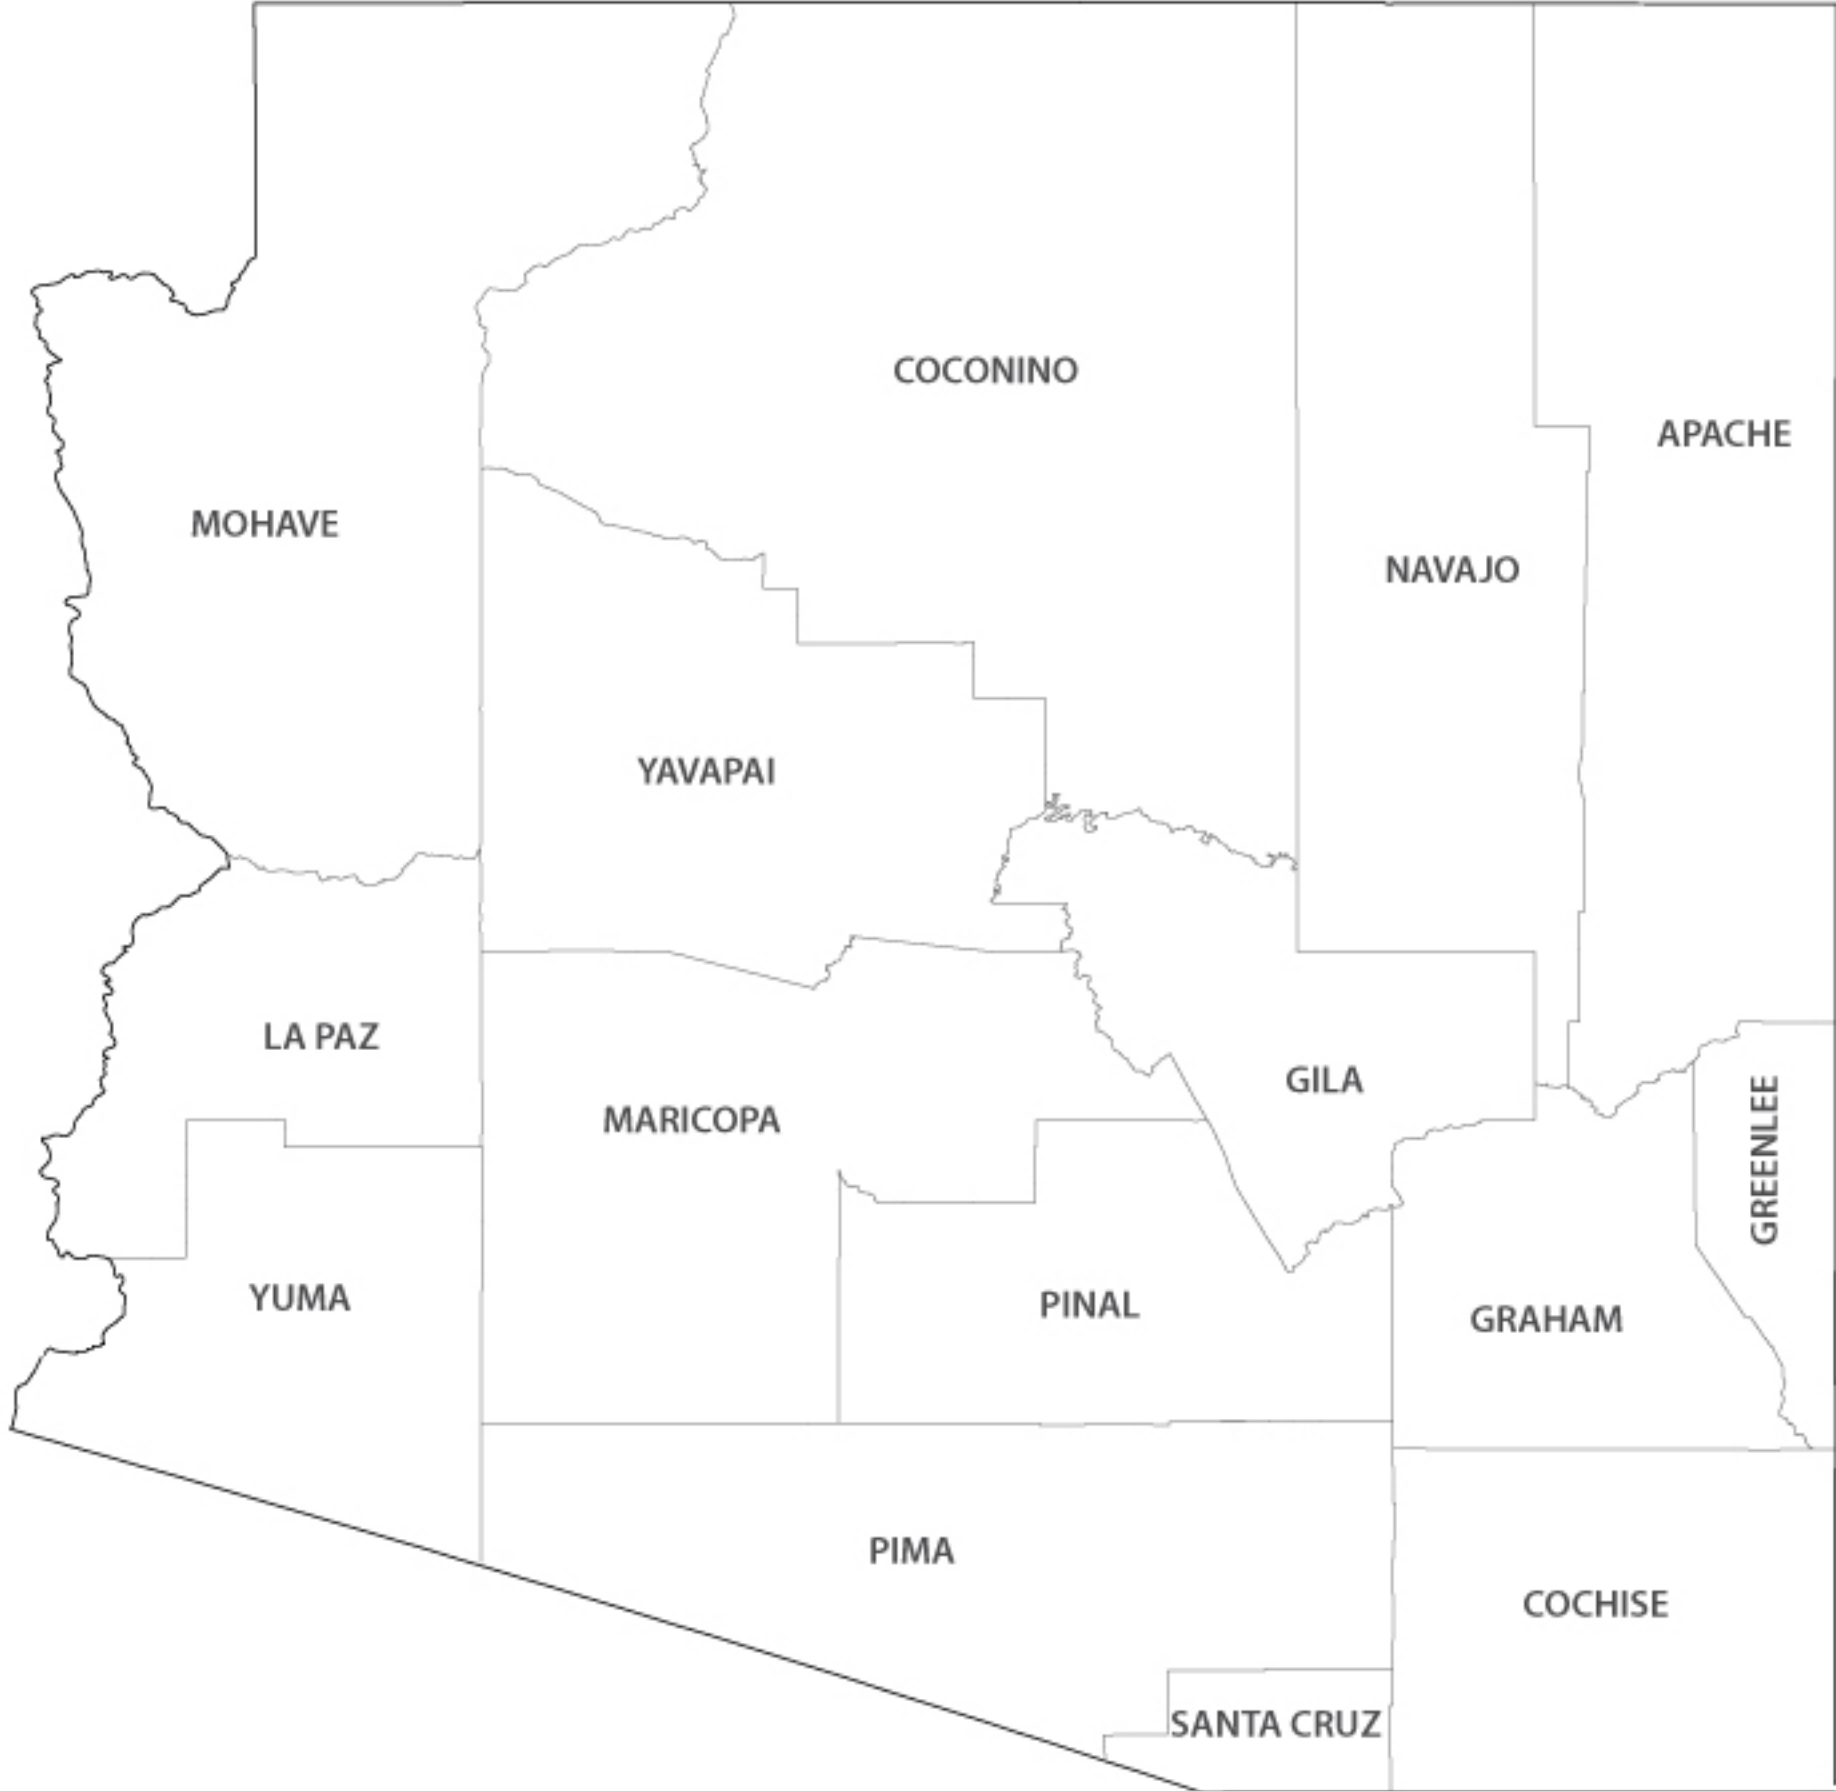 COCONINO
APACHE
MOHAVE
NAVAJO
YAVAPAI
LA PAZ
GILA
MARICOPA
GREENLEE
YUMA
PINAL
GRAHAM
PIMA
COCHISE
SANTA CRUZ